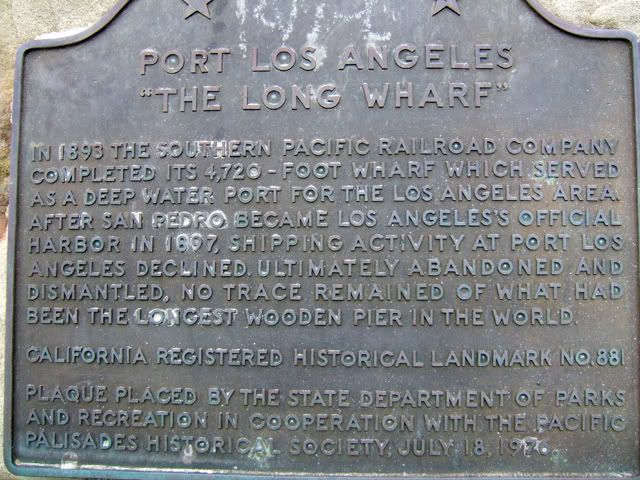 PORT LOS ANGELES
"THE LONG WHARF"
IN 1893 THE SOUTHERN PACIFIC RAILROAD COMPANY
COMPLETED ITS 4,720 - FOOT WHARF WHICH SERVED
AS A DEEP WATER PORT FOR THE LOS ANGELES AREA.
AFTER SAN PEDRO BECAME LOS ANGELES'S OFFICIAL
HARBOR IN 1897, SHIPPING ACTIVITY AT PORT LOS
ANGELES DECLINED. ULTIMATELY ABANDONED AND
DISMANTLED, NO TRACE REMAINED OF WHAT HAD
BEEN THE LONGEST WOODEN PIER IN THE WORLD.
CALIFORNIA REGISTERED HISTORICAL LANDMARK NO. 881
PLAQUE PLACED BY THE STATE DEPARTMENT OF PARKS
AND RECREATION IN COOPERATION WITH THE PACIFIC
PALISADES HISTORICAL SOCIETY, JULY 18, 1976.